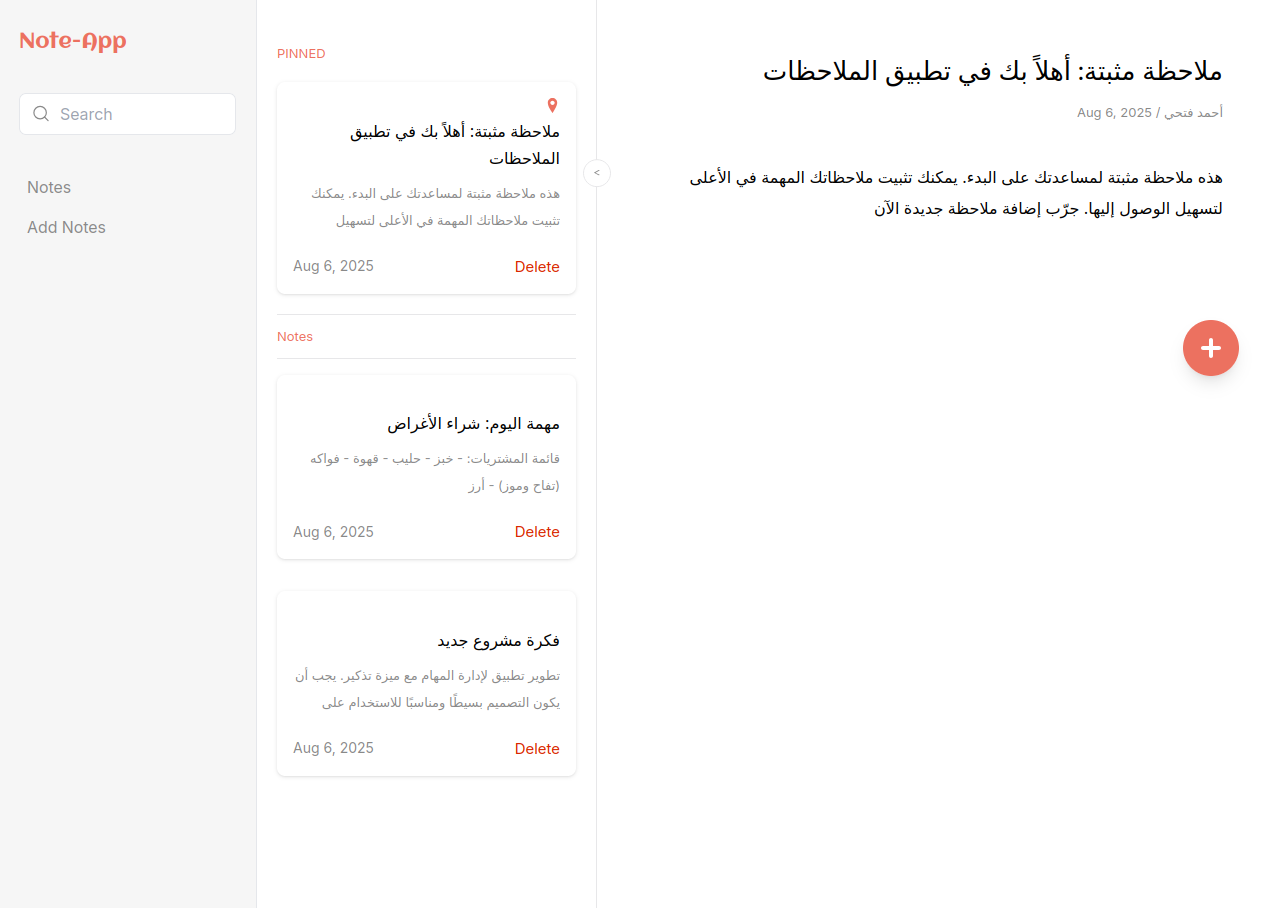 Note-App
Search
Notes
Add Notes
PINNED
ملاحظة مثبتة: أهلاً بك في تطبيق
الملاحظات
هذه ملاحظة مثبتة لمساعدتك على البدء. يمكنك
تثبيت ملاحظاتك المهمة في الأعلى لتسهيل
Aug 6, 2025
Delete
Notes
مهمة اليوم: شراء الأغراض
قائمة المشتريات: - خبز - حليب - قهوة - فواكه
(تفاح وموز) - أرز
Aug 6, 2025
Delete
فكرة مشروع جديد
تطوير تطبيق لإدارة المهام مع ميزة تذكير. يجب أن
يكون التصميم بسيطًا ومناسبًا للاستخدام على
Aug 6, 2025
Delete
<
ملاحظة مثبتة: أهلاً بك في تطبيق الملاحظات
أحمد فتحي / Aug 6, 2025
هذه ملاحظة مثبتة لمساعدتك على البدء. يمكنك تثبيت ملاحظاتك المهمة في الأعلى
لتسهيل الوصول إليها. جرّب إضافة ملاحظة جديدة الآن